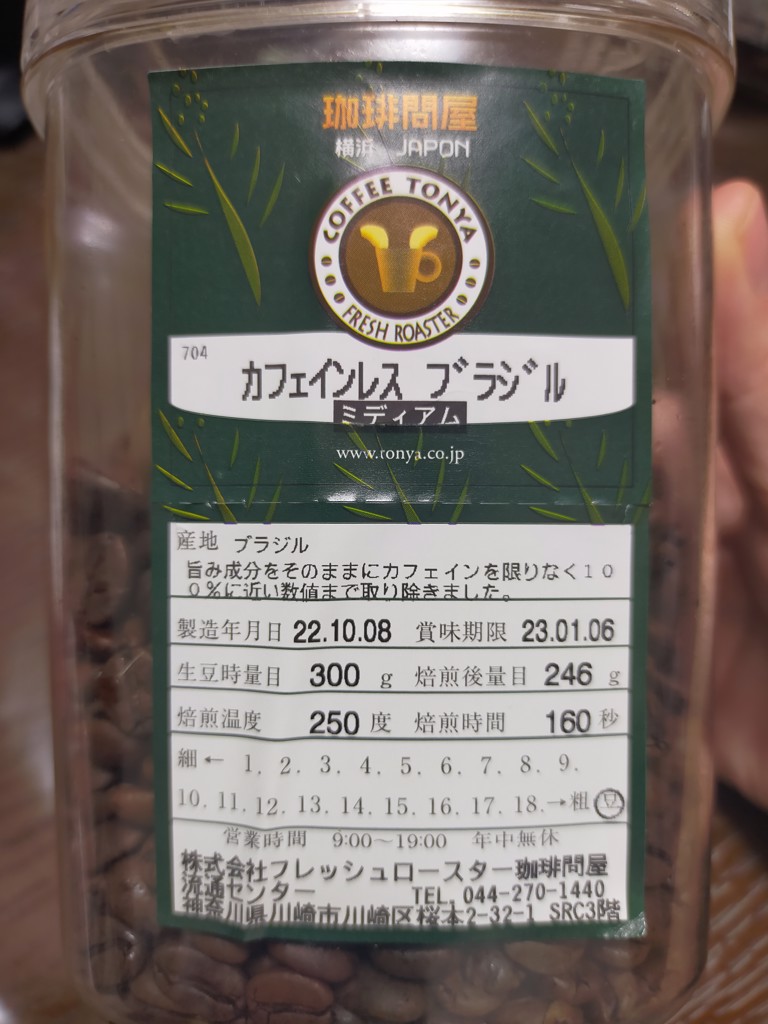 珈琲問屋
横浜 JAPON
COFFEE TONYA
FRESH ROASTER
704
カフェインレス ブラジル
ミディアム
www.tonya.co.jp
産地 ブラジル
旨み成分をそのままにカフェインを限りなく１０
０％に近い数値まで取り除きました。
製造年月日 22.10.08 賞味期限 23.01.06
生豆時量目 300 g 焙煎後量目 246 g
焙煎温度 250 度 焙煎時間 160 秒
細← 1. 2. 3. 4. 5. 6. 7. 8. 9.
10. 11. 12. 13. 14. 15. 16. 17. 18.→粗 豆
営業時間 9:00〜19:00 年中無休
株式会社フレッシュロースター珈琲問屋
流通センター TEL 044-270-1440
神奈川県川崎市川崎区桜本2-32-1 SRC3階